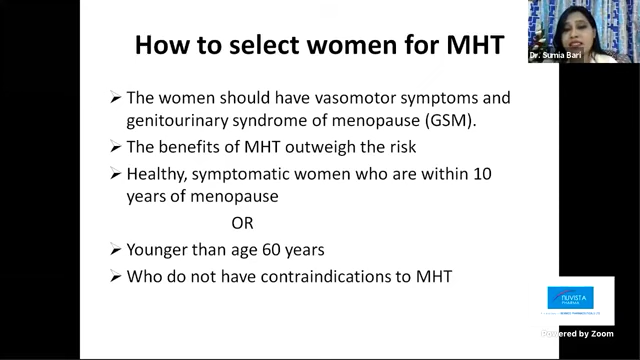 How to select women for MHT
Dr. Sumia Bari
➢ The women should have vasomotor symptoms and
genitourinary syndrome of menopause (GSM).
➢ The benefits of MHT outweigh the risk
➢ Healthy, symptomatic women who are within 10
years of menopause
OR
➢ Younger than age 60 years
➢ Who do not have contraindications to MHT
NUVISTA
PHARMA
Powered by Zoom